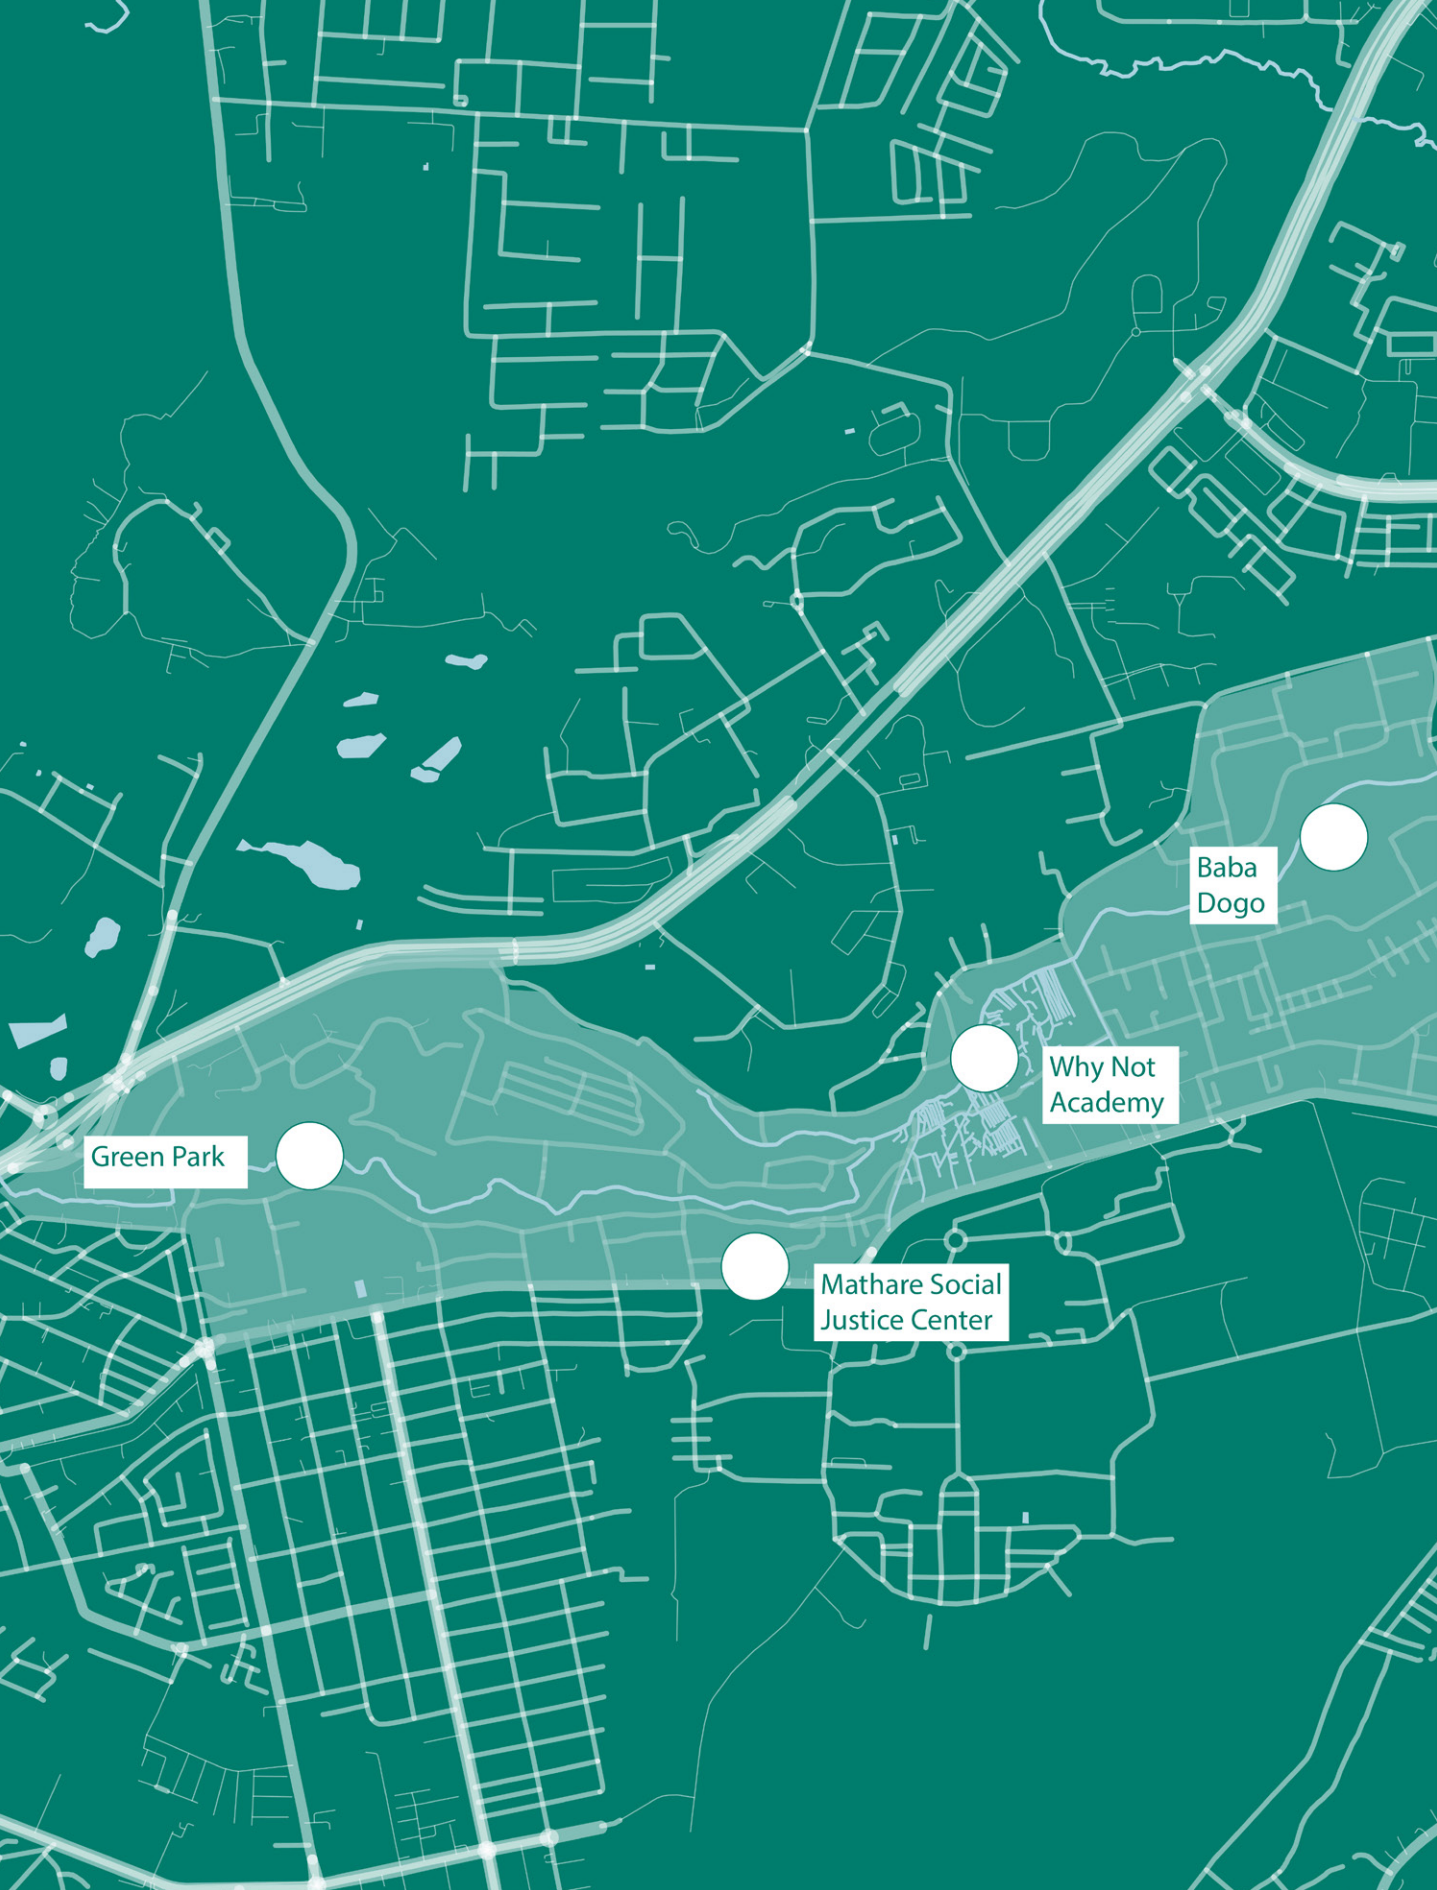 Baba
Dogo
Why Not
Academy
Green Park
Mathare Social
Justice Center